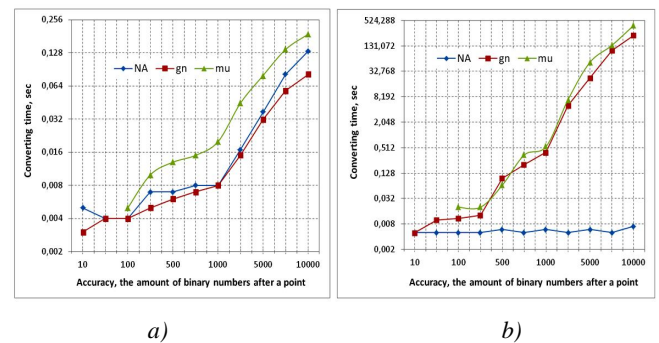 0,256
0,128
0,064
0,032
0,016
0,008
0,004
0,002
Converting time, sec
NA gn mu
10 100 500 1000 5000 10000
Accuracy, the amount of binary numbers after a point
a)
524,288
131,072
32,768
8,192
2,048
0,512
0,128
0,032
0,008
0,002
Converting time, sec
NA gn mu
10 100 500 1000 5000 10000
Accuracy, the amount of binary numbers after a point
b)